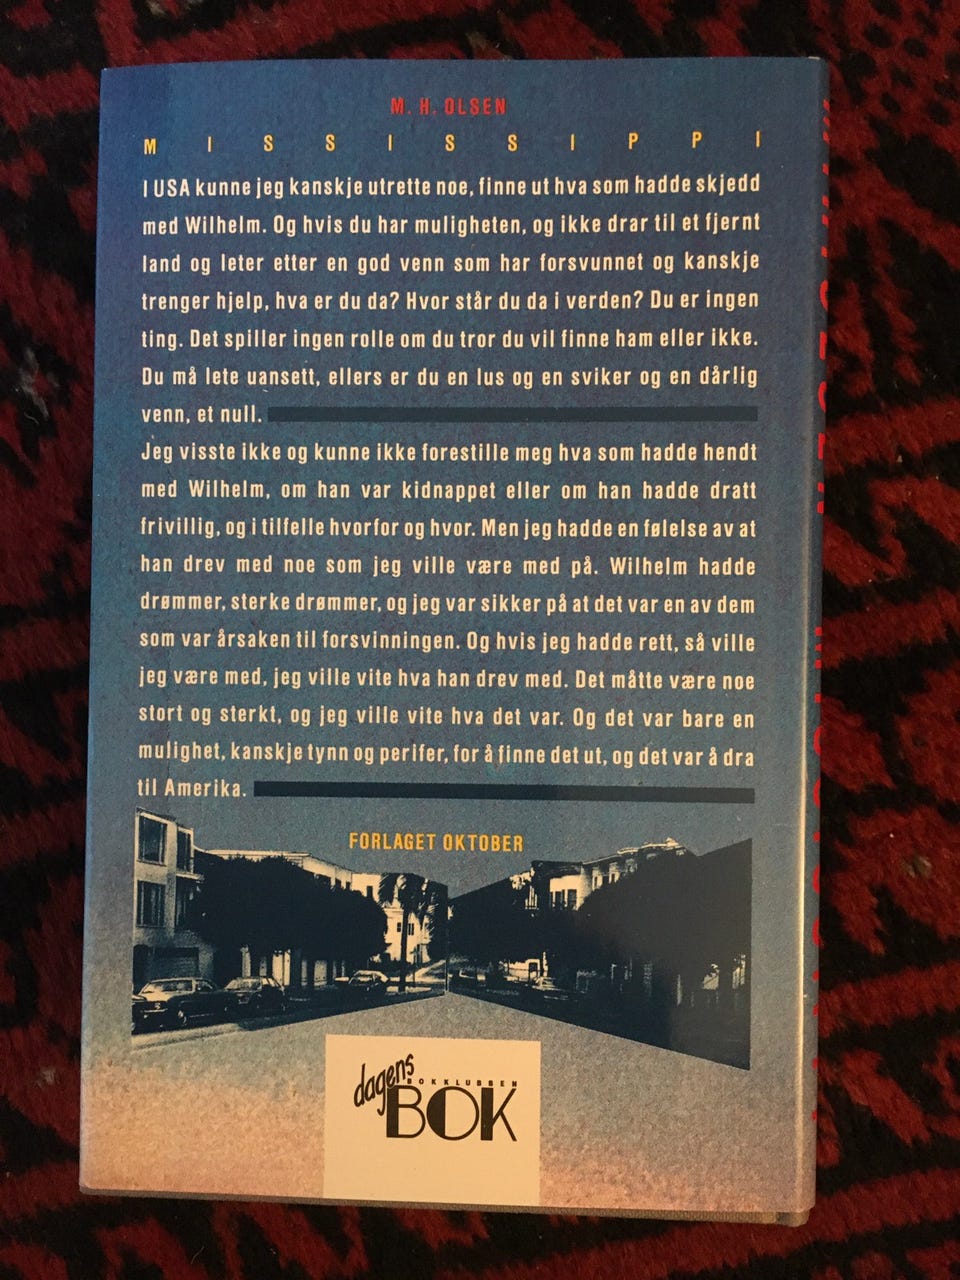 M. H. OLSEN
MISSISSIPPI
I USA kunne jeg kanskje utrette noe, finne ut hva som hadde skjedd
med Wilhelm. Og hvis du har muligheten, og ikke drar til et fjernt
land og leter etter en god venn som har forsvunnet og kanskje
trenger hjelp, hva er du da? Hvor står du da i verden? Du er ingen
ting. Det spiller ingen rolle om du tror du vil finne ham eller ikke.
Du må lete uansett, ellers er du en lus og en sviker og en dårlig
venn, et null.
Jeg visste ikke og kunne ikke forestille meg hva som hadde hendt
med Wilhelm, om han var kidnappet eller om han hadde dratt
frivillig, og i tilfelle hvorfor og hvor. Men jeg hadde en følelse av at
han drev med noe som jeg ville være med på. Wilhelm hadde
drømmer, sterke drømmer, og jeg var sikker på at det var en av dem
som var årsaken til forsvinningen. Og hvis jeg hadde rett, så ville
jeg være med, jeg ville vite hva han drev med. Det måtte være noe
stort og sterkt, og jeg ville vite hva det var. Og det var bare en
mulighet, kanskje tynn og perifer, for å finne det ut, og det var å dra
til Amerika.
FORLAGET OKTOBER
dagens
BOKKLUBBEN
BOK